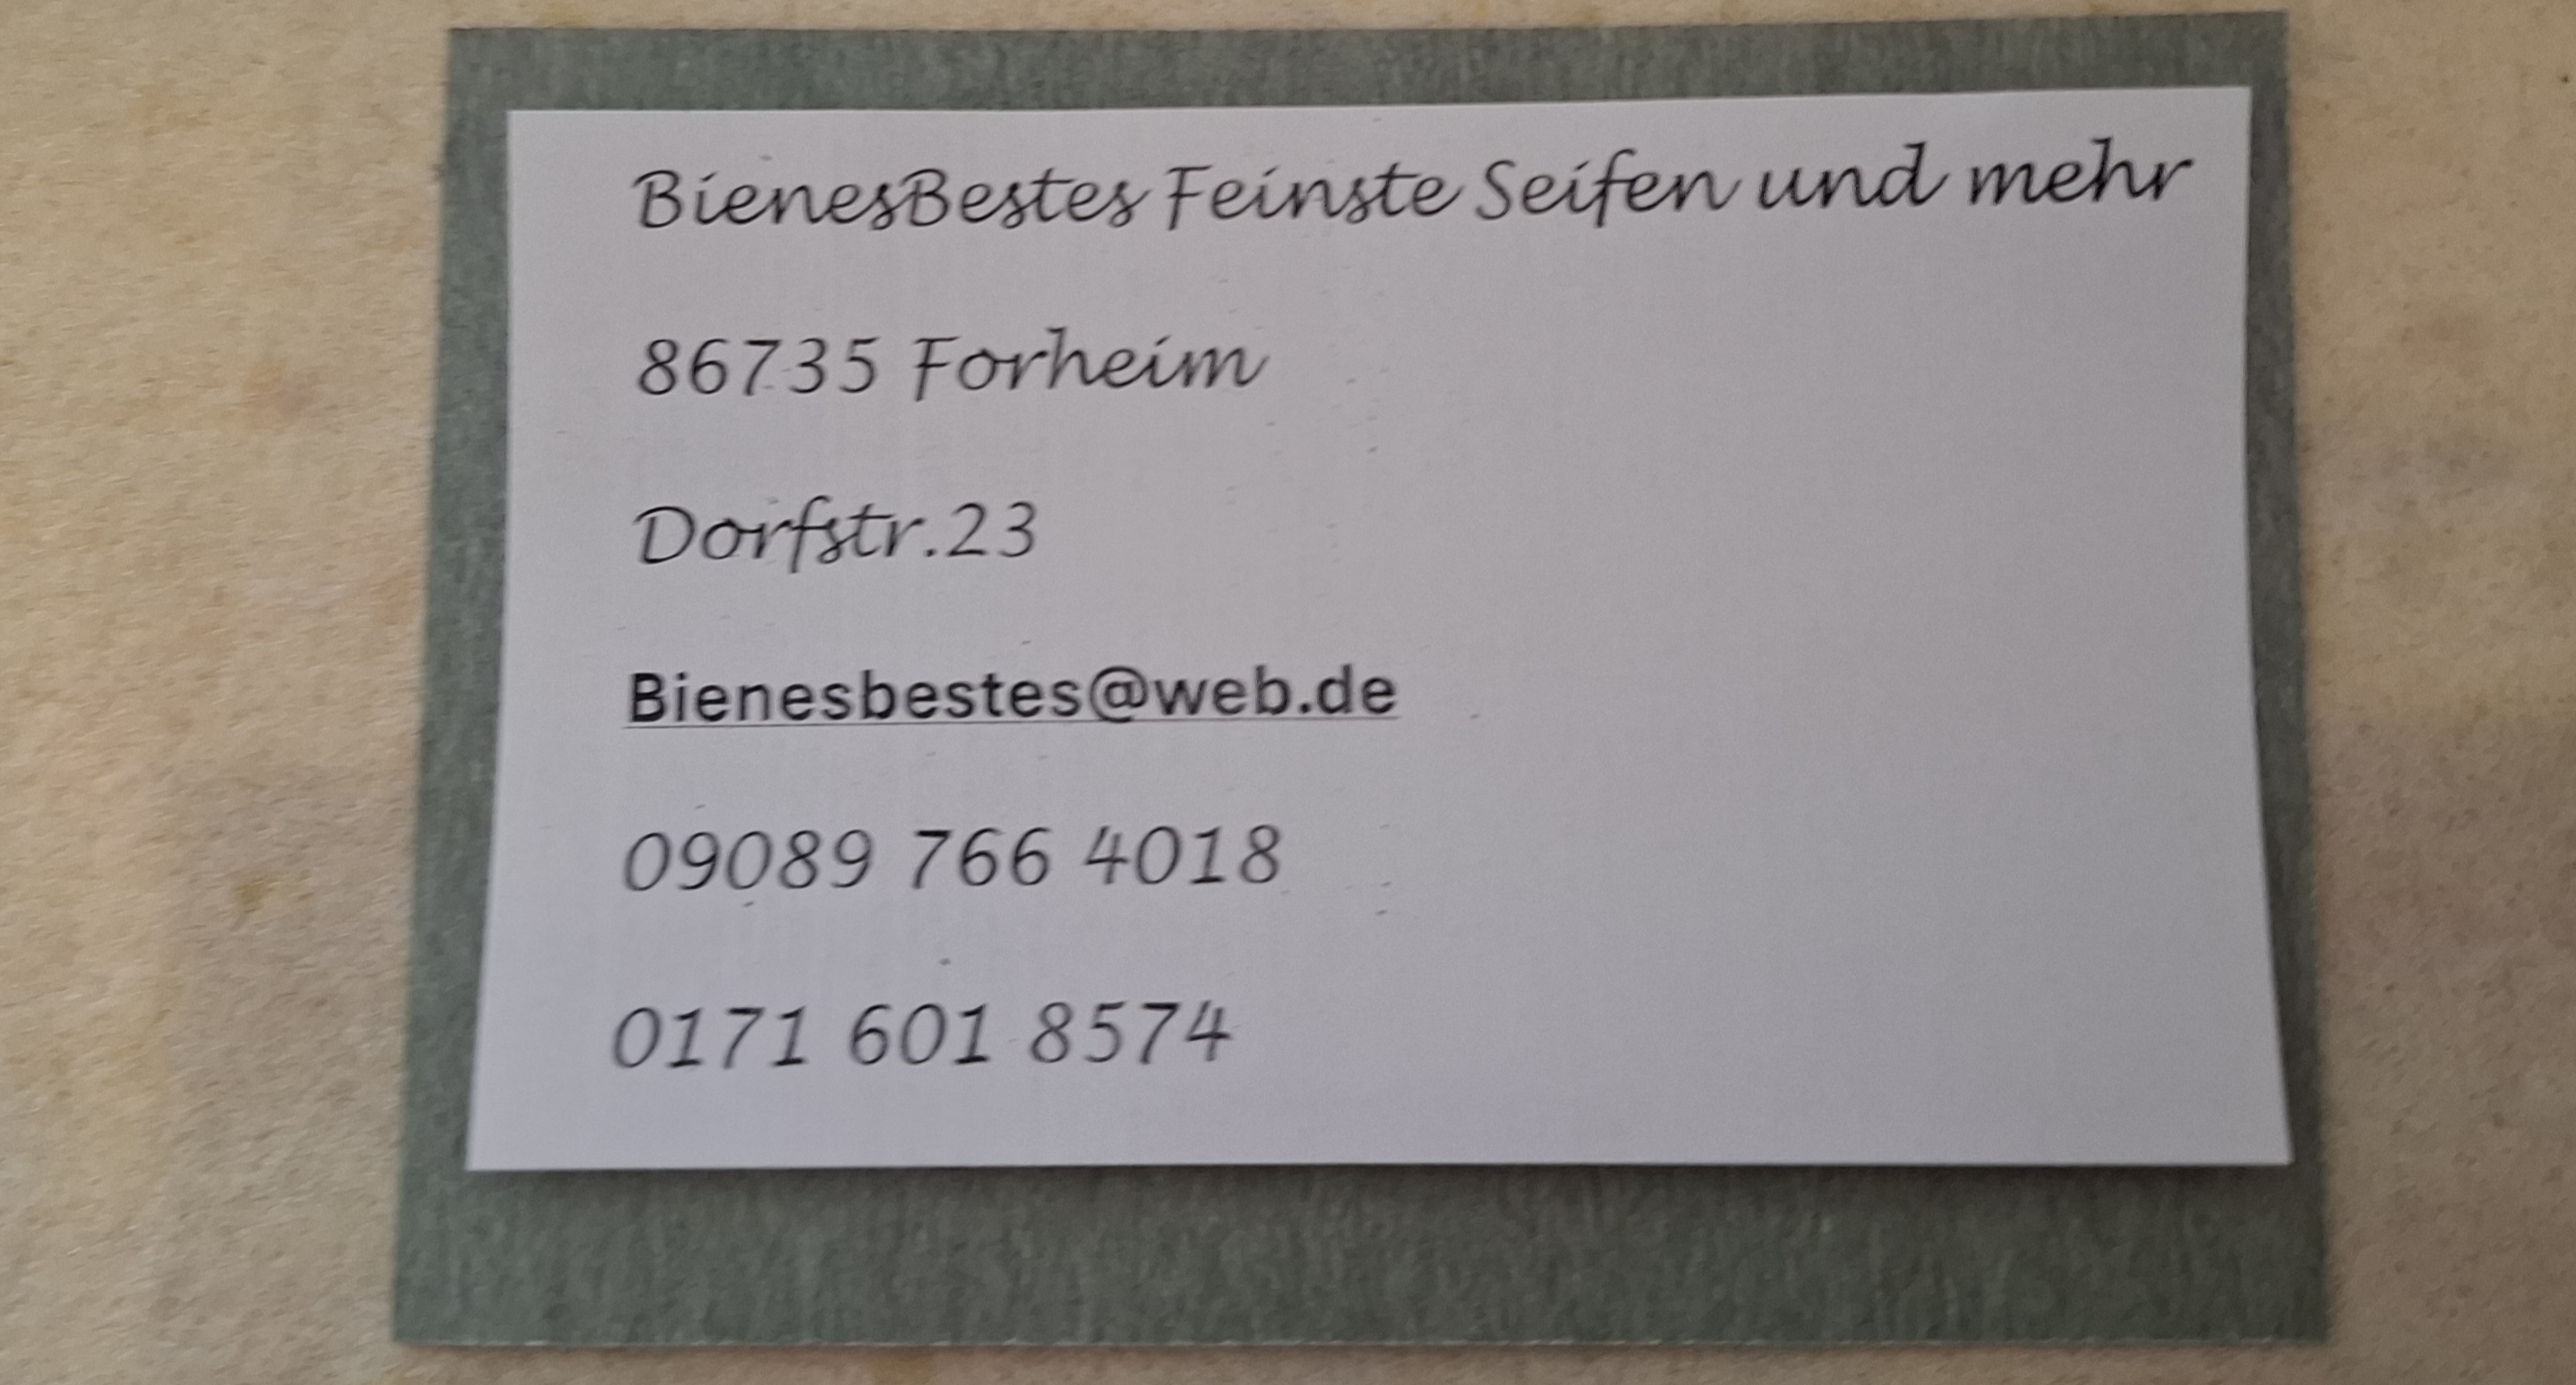 BienesBestes Feinste Seifen und mehr
86735 Forheim
Dorfstr.23
Bienesbestes@web.de
09089 766 4018
0171 601 8574